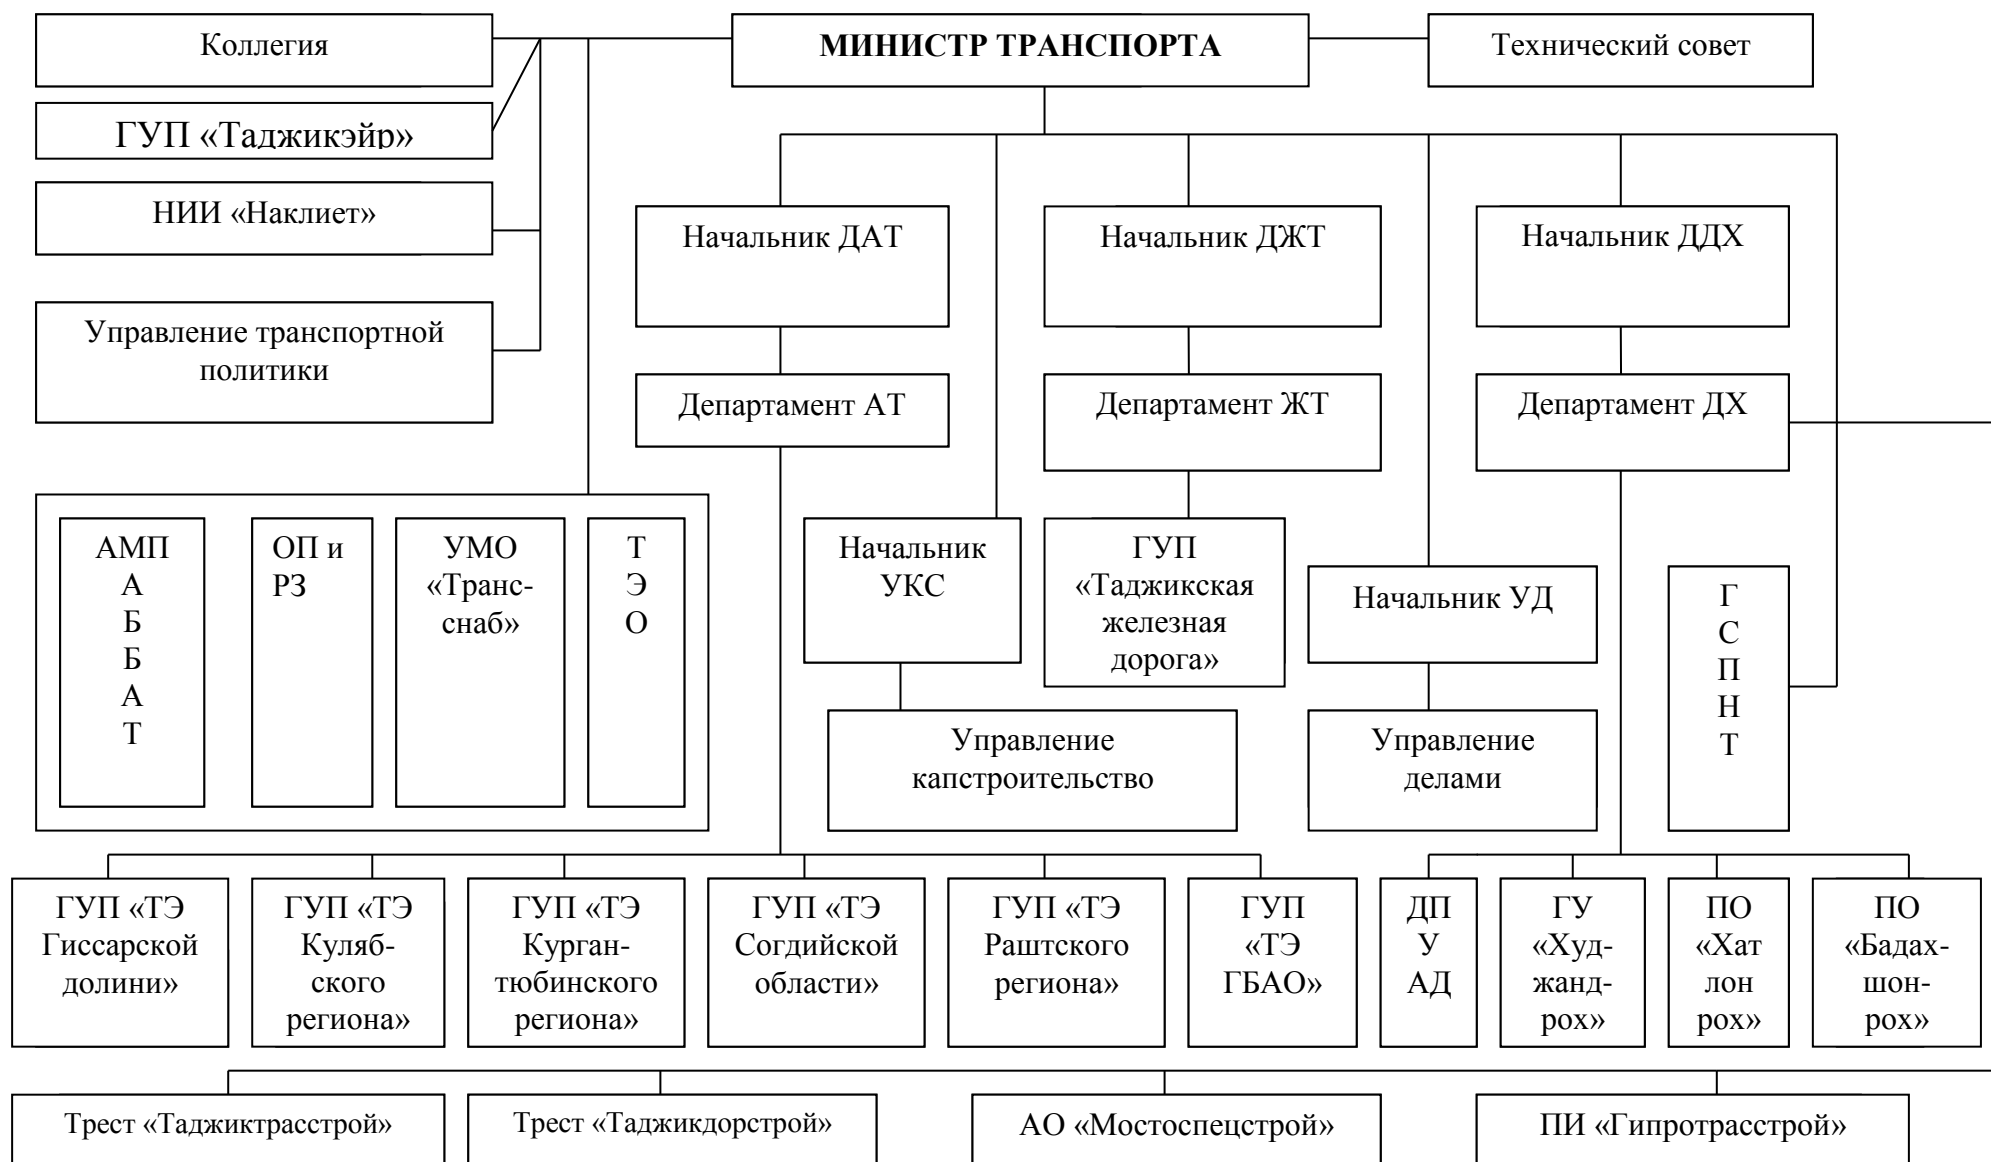 Коллегия
МИНИСТР ТРАНСПОРТА
Технический совет
ГУП «Таджикэйр»
НИИ «Наклиет»
Управление транспортной
политики
Начальник ДАТ
Начальник ДЖТ
Начальник ДДХ
Департамент АТ
Департамент ЖТ
Департамент ДХ
АМП
А
Б
Б
А
Т
ОП и
РЗ
УМО
«Транс-
снаб»
Т
Э
О
Начальник
УКС
ГУП
«Таджикская
железная
дорога»
Начальник УД
Г
С
П
Н
Т
Управление
капстроительство
Управление
делами
ГУП «ТЭ
Гиссарской
долини»
ГУП «ТЭ
Куляб-
ского
региона»
ГУП «ТЭ
Курган-
тюбинского
региона»
ГУП «ТЭ
Согдийской
области»
ГУП «ТЭ
Раштского
региона»
ГУП
«ТЭ
ГБАО»
ДП
У
АД
ГУ
«Худ-
жанд-
рох»
ПО
«Хат
лон
рох»
ПО
«Бадах-
шон-
рох»
Трест «Таджиктрасстрой»
Трест «Таджикдорстрой»
АО «Мостоспецстрой»
ПИ «Гипротрасстрой»